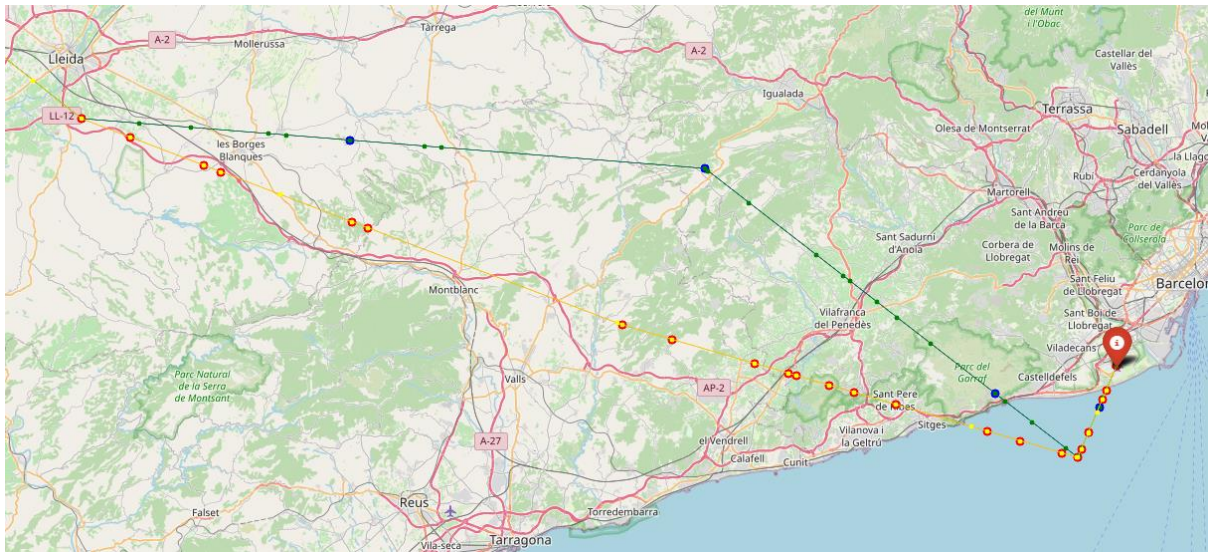 del Munt
i l'Obac
A-2
Tàrrega
Mollerussa
A-2
Lleida
Castellar del
Vallès
Igualada
Terrassa
LL-12
Olesa de Montserrat
Sabadell
les Borges
Blanques
la Llago
Rubí
Cerdanyola
del Vallès
Martorell
Sant Andreu
de la Barca
Parc de
Collserola
Sant Sadurní
d'Anoia
Corbera de
Llobregat
Molins de
Rei
Sant Feliu
de Llobregat
Barcelon
Montblanc
Vilafranca
del Penedès
Sant Boi de
Llobregat
Viladecans
i
Parc Natural
de la Serra
de Montsant
Valls
AP-2
Parc del
Garraf
Castelldefels
Sant Pere
de Ribes
Sitges
Vilanova i
la Geltrú
A-27
el Vendrell
Calafell
Cunit
Reus
Falset
Torredembarra
Vila-seca
Tarragona